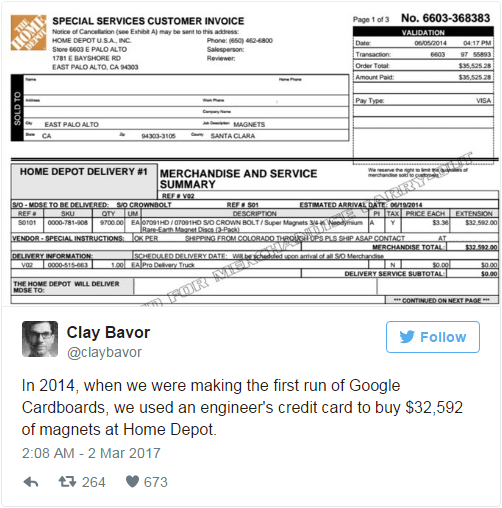 THE HOME DEPOT
SPECIAL SERVICES CUSTOMER INVOICE
Page 1 of 3 No. 6603-368383
Notice of Cancellation (see Exhibit A) may be sent to this address:
HOME DEPOT U.S.A., INC. Phone: (650) 462-6800
Store 6603 E PALO ALTO Salesperson:
1781 E BAYSHORE RD Reviewer:
EAST PALO ALTO, CA 94303
VALIDATION
Date: 06/05/2014 04:17 PM
Transaction: 6603 97 55893
Order Total: $35,525.28
Amount Paid: $35,525.28
Pay Type: VISA
SOLD TO
Name Home Phone
Address Work Phone
Company Name
City EAST PALO ALTO Job Description MAGNETS
State CA Zip 94303-3105 County SANTA CLARA
HOME DEPOT DELIVERY #1
MERCHANDISE AND SERVICE SUMMARY
We reserve the right to limit the quantities of
merchandise sold to customers
REF # V02
S/O - MDSE TO BE DELIVERED: S/O CROWNBOLT REF # S01 ESTIMATED ARRIVAL DATE: 06/19/2014
REF # SKU QTY UM DESCRIPTION PI TAX PRICE EACH EXTENSION
S0101 0000-781-908 9700.00 EA 07091HD / 07091HD S/O CROWN BOLT / Super Magnets 3/4-in. Neodymium A Y $3.36 $32,592.00
Rare-Earth Magnet Discs (3-Pack)
VENDOR - SPECIAL INSTRUCTIONS: OK PER SHIPPING FROM COLORADO THROUGH UPS PLS SHIP ASAP CONTACT AT
MERCHANDISE TOTAL: $32,592.00
DELIVERY INFORMATION: SCHEDULED DELIVERY DATE: Will be scheduled upon arrival of all S/O Merchandise
V02 0000-515-663 1.00 EA Pro Delivery Truck N $0.00 $0.00
DELIVERY SERVICE SUBTOTAL: $0.00
THE HOME DEPOT WILL DELIVER
MDSE TO:
FOR MERCHANDISE CARRY OUT
*** CONTINUED ON NEXT PAGE ***
Clay Bavor
@claybavor
Follow
In 2014, when we were making the first run of Google
Cardboards, we used an engineer's credit card to buy $32,592
of magnets at Home Depot.
2:08 AM - 2 Mar 2017
264 673